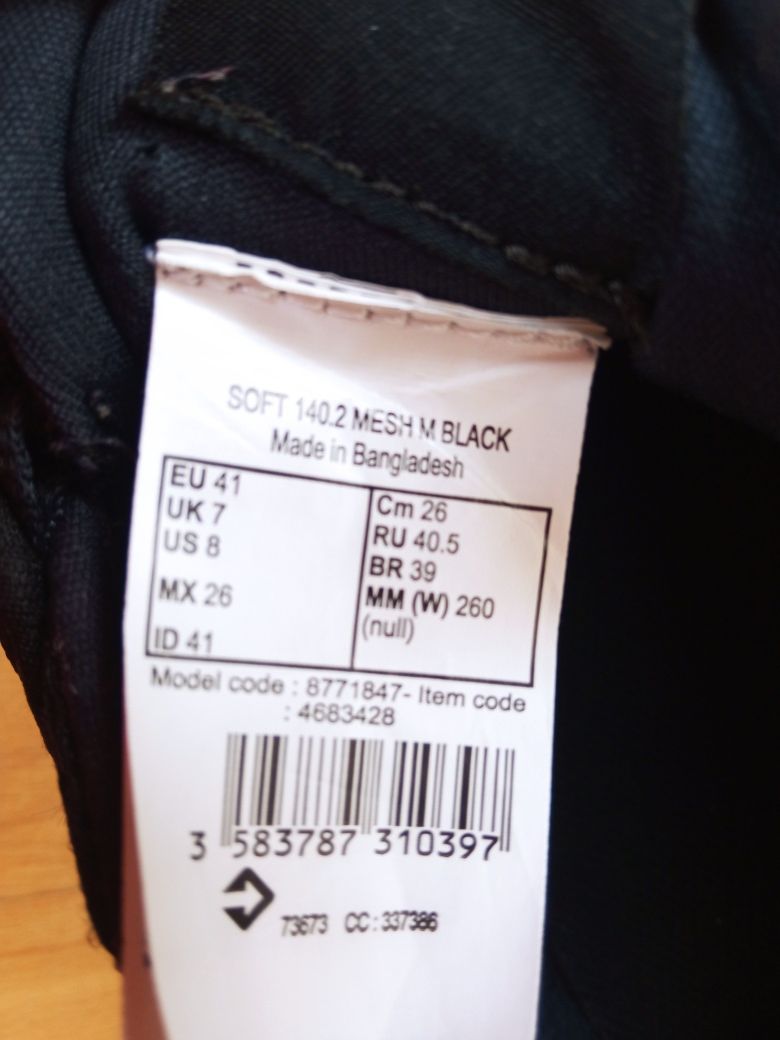 SOFT 140.2 MESH M BLACK
Made in Bangladesh
EU 41
UK 7
US 8
MX 26
ID 41
Cm 26
RU 40.5
BR 39
MM (W) 260
(null)
Model code : 8771847- Item code
: 4683428
3 583787 310397
73673 CC:337386